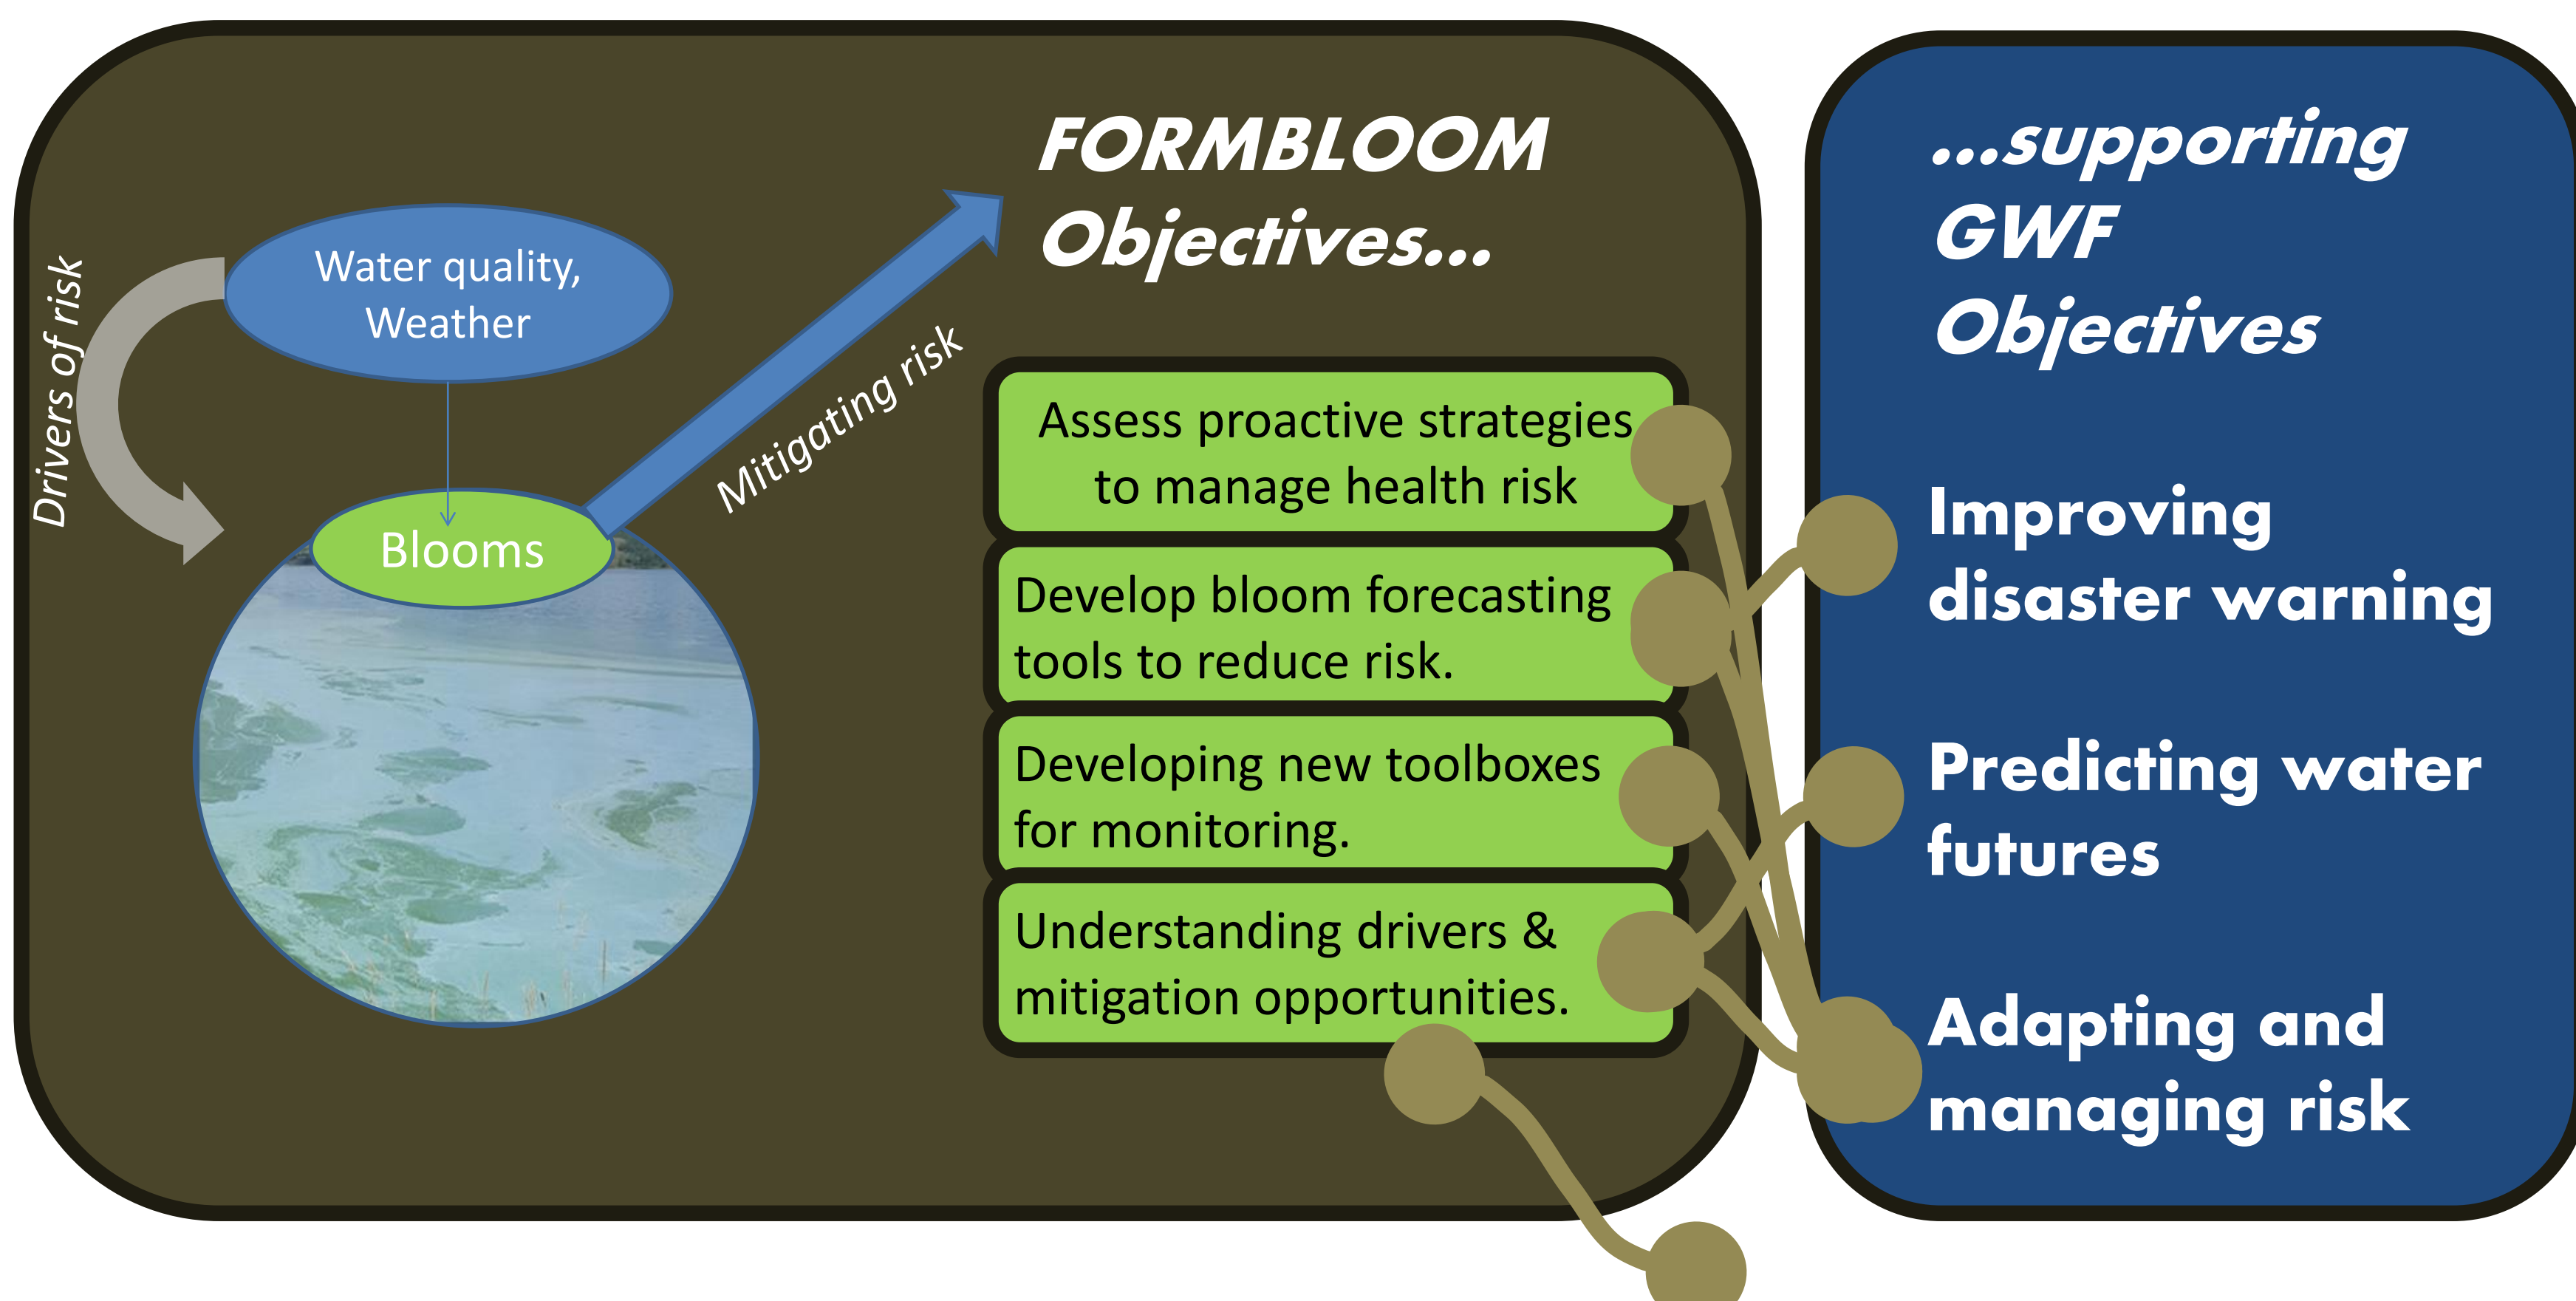 Drivers of risk
Water quality,
Weather
Blooms
Mitigating risk
FORMBLOOM
Objectives...
Assess proactive strategies
to manage health risk
Develop bloom forecasting
tools to reduce risk.
Developing new toolboxes
for monitoring.
Understanding drivers &
mitigation opportunities.
...supporting
GWF
Objectives
Improving
disaster warning
Predicting water
futures
Adapting and
managing risk